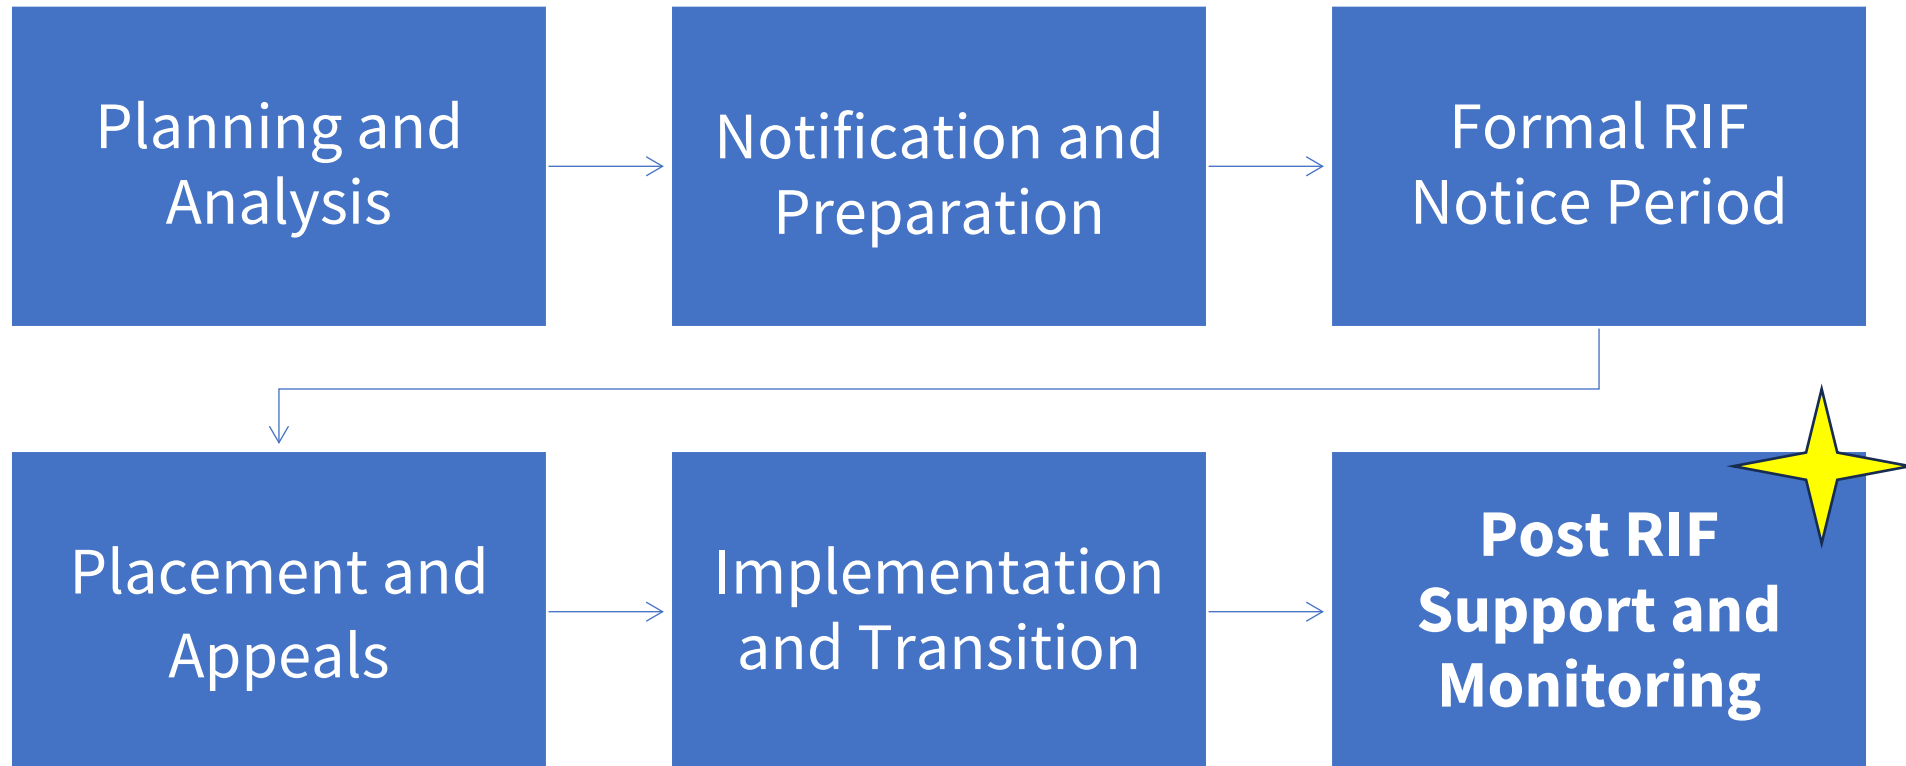 Planning and
Analysis
Notification and
Preparation
Formal RIF
Notice Period
Placement and
Appeals
Implementation
and Transition
Post RIF
Support and
Monitoring